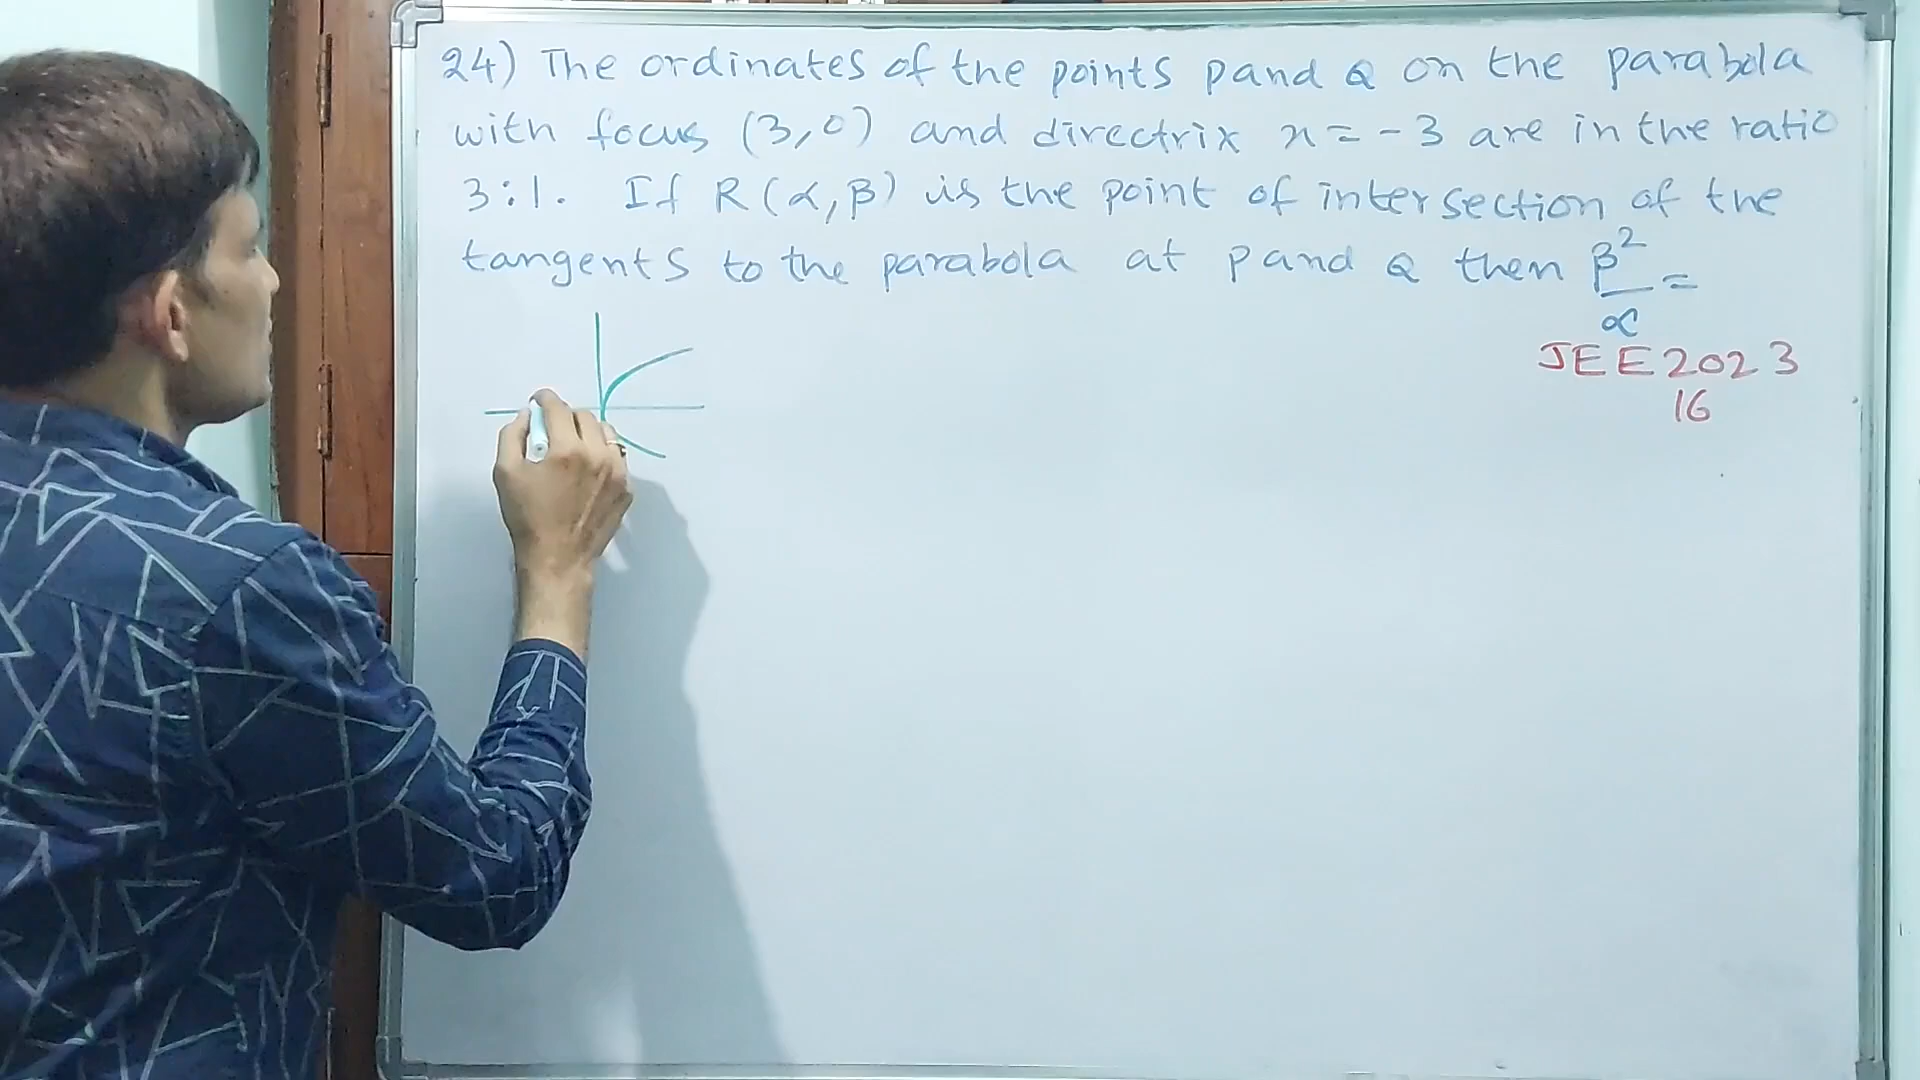 24) The ordinates of the points P and Q on the parabola
with focus (3,0) and directrix x = -3 are in the ratio
3:1. If R(α,β) is the point of intersection of the
tangents to the parabola at P and Q then β²/α =
JEE 2023
16